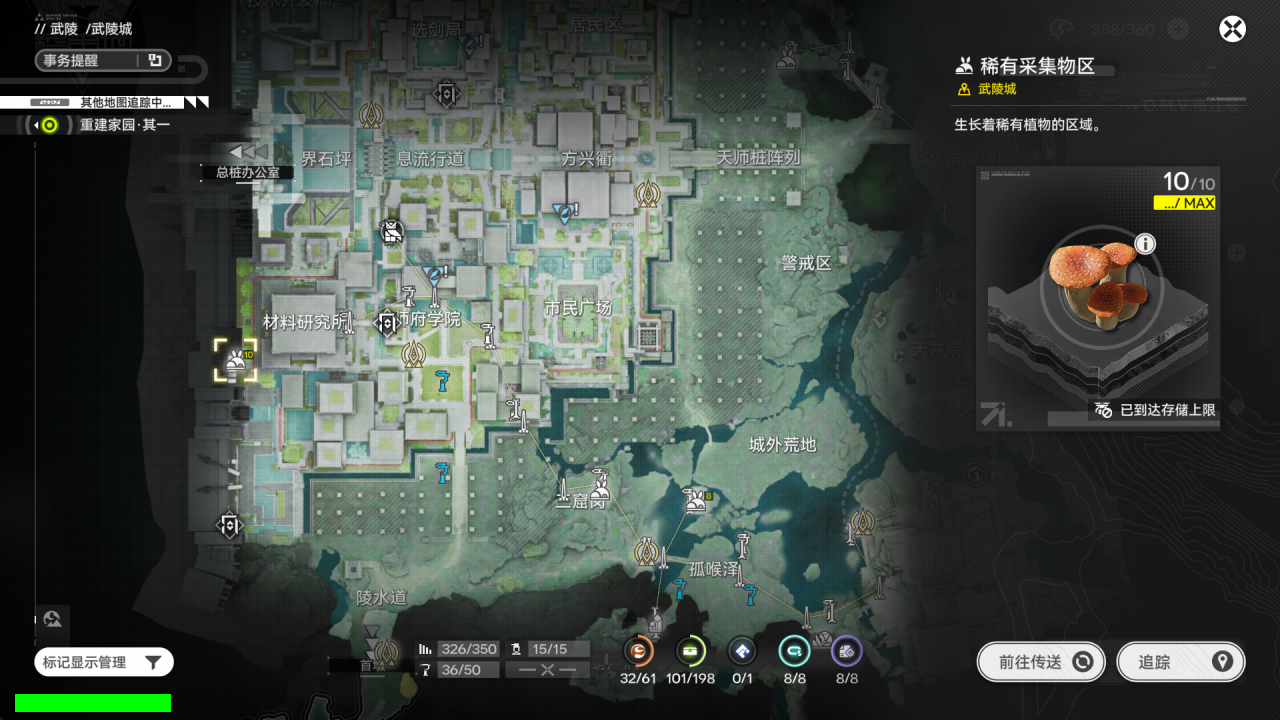 // 武陵 /武陵城
事务提醒
其他地图追踪中...
重建家园·其一
总桩办公室
选剑局
居民区
358/360
界石坪
息流行道
方兴衢
天师桩阵列
警戒区
材料研究所
师府学院
市民广场
10
城外荒地
8
孤喉泽
陵水道
标记显示管理
326/350
15/15
36/50
32/61
101/198
0/1
8/8
8/8
稀有采集物区
武陵城
生长着稀有植物的区域。
10/10
.../ MAX
已到达存储上限
前往传送
追踪